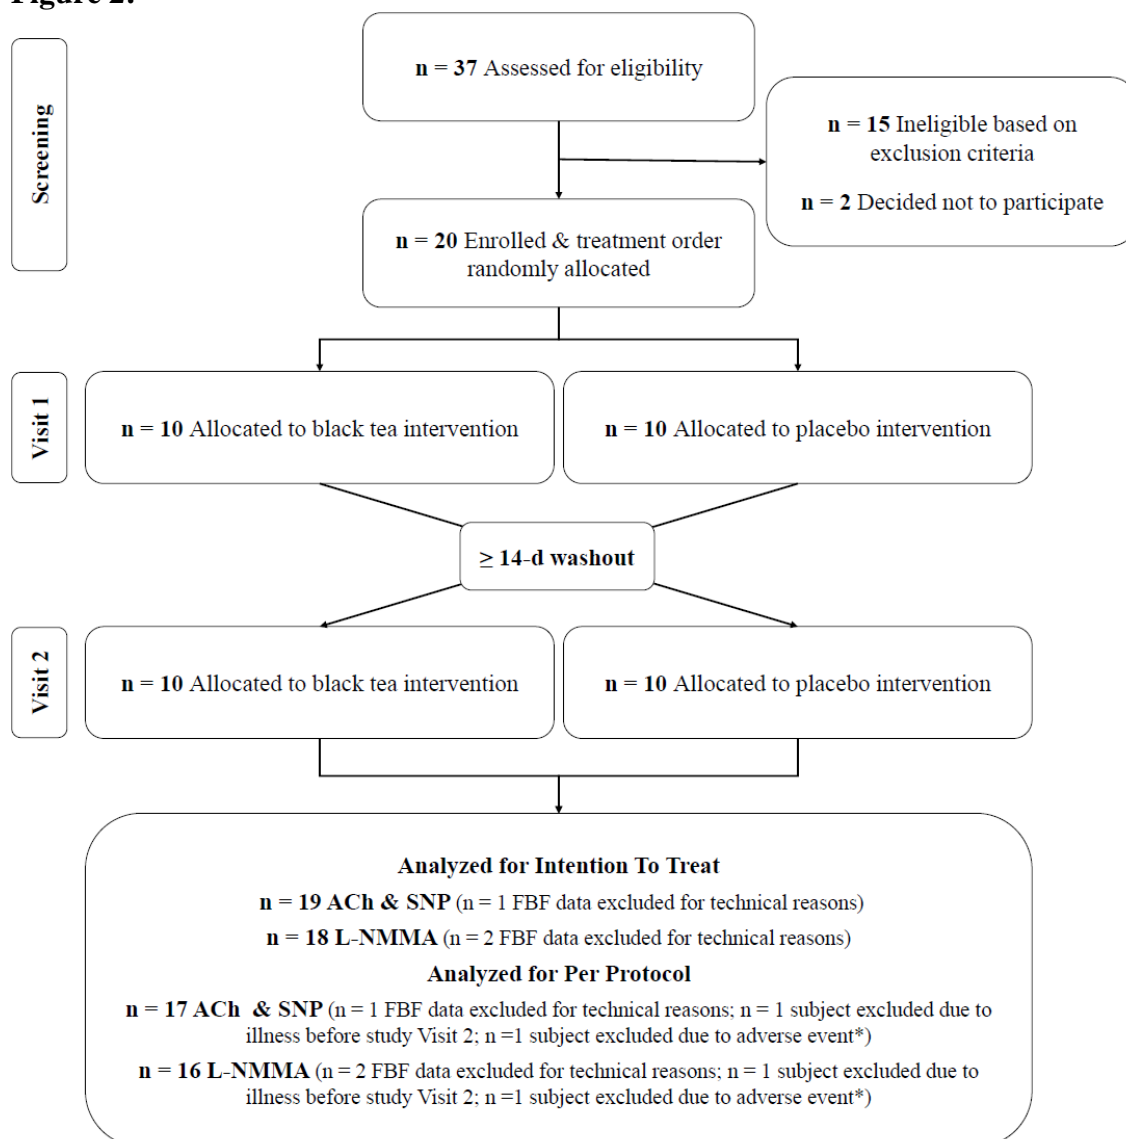 Figure 2:
Screening
n = 37 Assessed for eligibility
n = 15 Ineligible based on
exclusion criteria
n = 2 Decided not to participate
n = 20 Enrolled & treatment order
randomly allocated
Visit 1
n = 10 Allocated to black tea intervention
n = 10 Allocated to placebo intervention
≥ 14-d washout
Visit 2
n = 10 Allocated to black tea intervention
n = 10 Allocated to placebo intervention
Analyzed for Intention To Treat
n = 19 ACh & SNP (n = 1 FBF data excluded for technical reasons)
n = 18 L-NMMA (n = 2 FBF data excluded for technical reasons)
Analyzed for Per Protocol
n = 17 ACh & SNP (n = 1 FBF data excluded for technical reasons; n = 1 subject excluded due to
illness before study Visit 2; n =1 subject excluded due to adverse event*)
n = 16 L-NMMA (n = 2 FBF data excluded for technical reasons; n = 1 subject excluded due to
illness before study Visit 2; n =1 subject excluded due to adverse event*)